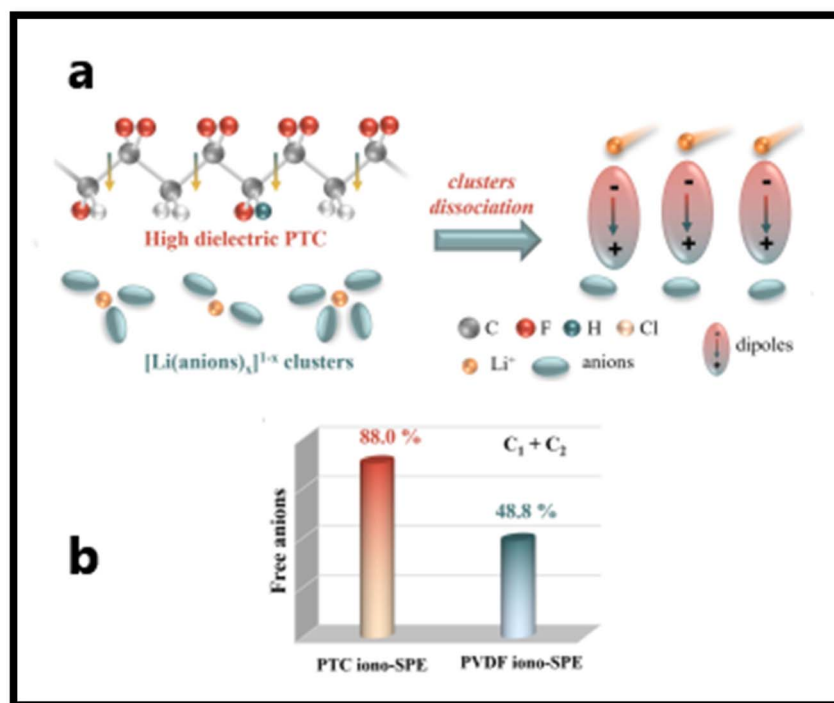 a
High dielectric PTC
[Li(anions)ₓ]¹⁻ˣ clusters
clusters
dissociation
-
-
-
+
+
+
C F H Cl
Li⁺ anions
-
+
dipoles
b
Free anions
88.0 %
C₁ + C₂
48.8 %
PTC iono-SPE PVDF iono-SPE